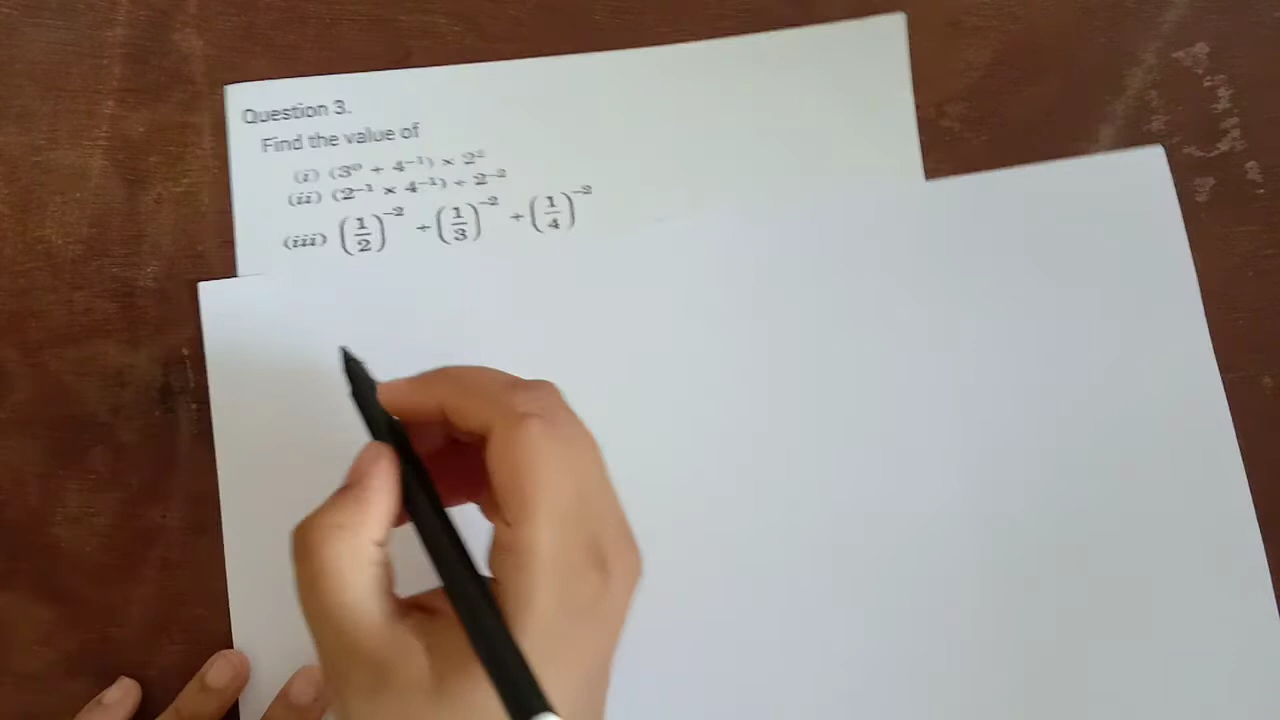 Question 3.
Find the value of
(i) (3⁰ + 4⁻¹) × 2²
(ii) (2⁻¹ × 4⁻¹) ÷ 2⁻²
(iii) (1/2)⁻² + (1/3)⁻² + (1/4)⁻²